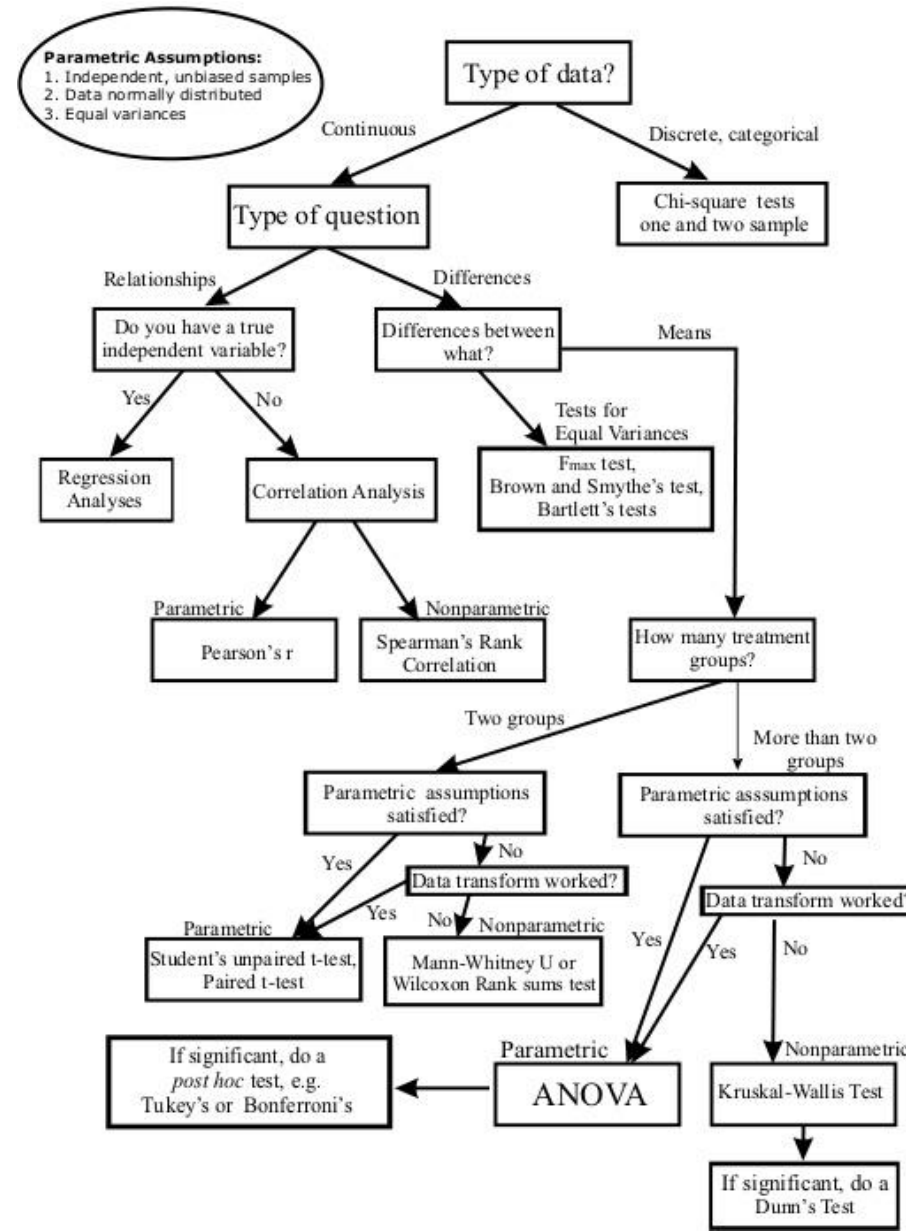 Parametric Assumptions:
1. Independent, unbiased samples
2. Data normally distributed
3. Equal variances
Type of data?
Continuous
Discrete, categorical
Type of question
Chi-square tests
one and two sample
Relationships
Differences
Do you have a true
independent variable?
Differences between
what?
Means
Yes
No
Tests for
Equal Variances
Regression
Analyses
Correlation Analysis
Fmax test,
Brown and Smythe's test,
Bartlett's tests
Parametric
Nonparametric
Pearson's r
Spearman's Rank
Correlation
How many treatment
groups?
Two groups
More than two
groups
Parametric assumptions
satisfied?
Parametric asssumptions
satisfied?
Yes
No
No
Data transform worked?
Data transform worked?
Yes
No
Parametric
Nonparametric
Yes
Yes
No
Student's unpaired t-test,
Paired t-test
Mann-Whitney U or
Wilcoxon Rank sums test
If significant, do a
post hoc test, e.g.
Tukey's or Bonferroni's
Parametric
ANOVA
Nonparametric
Kruskal-Wallis Test
If significant, do a
Dunn's Test